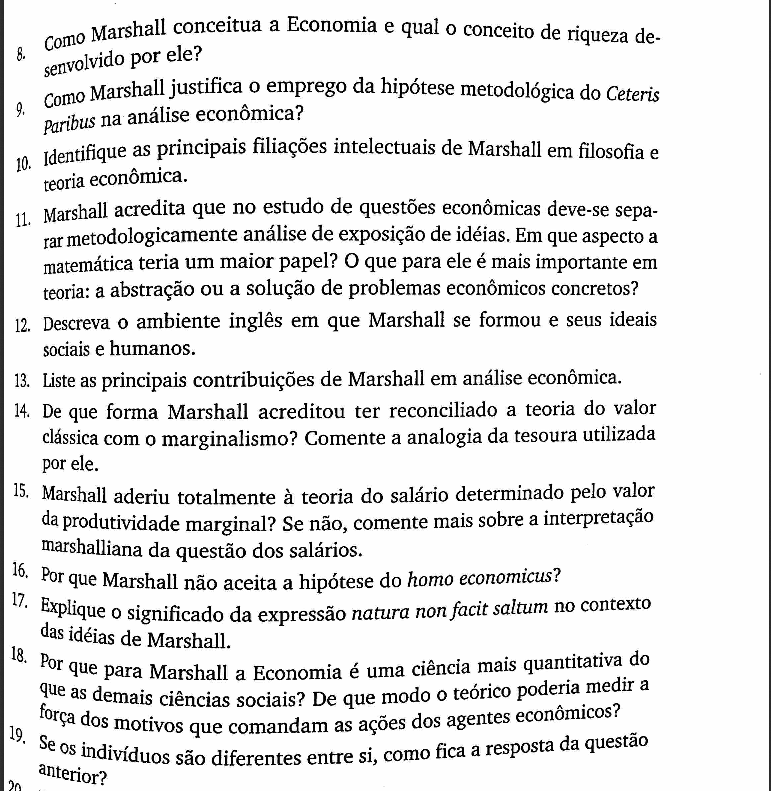 8. Como Marshall conceitua a Economia e qual o conceito de riqueza de-
senvolvido por ele?
9. Como Marshall justifica o emprego da hipótese metodológica do Ceteris
Paribus na análise econômica?
10. Identifique as principais filiações intelectuais de Marshall em filosofia e
teoria econômica.
11. Marshall acredita que no estudo de questões econômicas deve-se sepa-
rar metodologicamente análise de exposição de idéias. Em que aspecto a
matemática teria um maior papel? O que para ele é mais importante em
teoria: a abstração ou a solução de problemas econômicos concretos?
12. Descreva o ambiente inglês em que Marshall se formou e seus ideais
sociais e humanos.
13. Liste as principais contribuições de Marshall em análise econômica.
14. De que forma Marshall acreditou ter reconciliado a teoria do valor
clássica com o marginalismo? Comente a analogia da tesoura utilizada
por ele.
15. Marshall aderiu totalmente à teoria do salário determinado pelo valor
da produtividade marginal? Se não, comente mais sobre a interpretação
marshalliana da questão dos salários.
16. Por que Marshall não aceita a hipótese do homo economicus?
17. Explique o significado da expressão natura non facit saltum no contexto
das idéias de Marshall.
18. Por que para Marshall a Economia é uma ciência mais quantitativa do
que as demais ciências sociais? De que modo o teórico poderia medir a
força dos motivos que comandam as ações dos agentes econômicos?
19. Se os indivíduos são diferentes entre si, como fica a resposta da questão
anterior?
20.